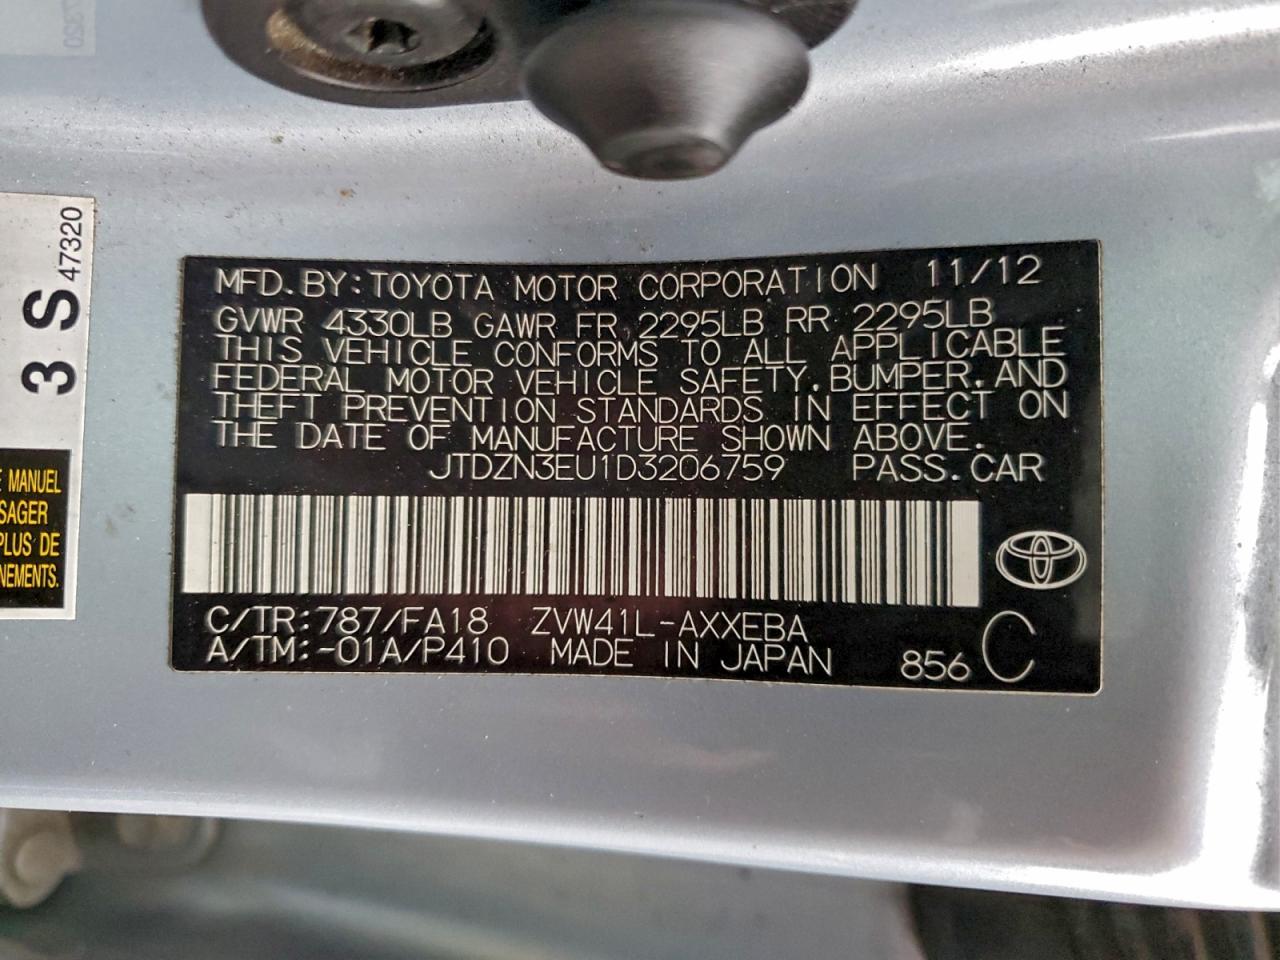 MFD.BY:TOYOTA MOTOR CORPORATION 11/12
GVWR 4330LB GAWR FR 2295LB RR 2295LB
THIS VEHICLE CONFORMS TO ALL APPLICABLE
FEDERAL MOTOR VEHICLE SAFETY,BUMPER,AND
THEFT PREVENTION STANDARDS IN EFFECT ON
THE DATE OF MANUFACTURE SHOWN ABOVE.
JTDZN3EU1D3206759 PASS.CAR
C/TR:787/FA18 ZVW41L-AXXEBA
A/TM:-01A/P410 MADE IN JAPAN 856 C
3 S 47320
MANUEL
PLUS DE